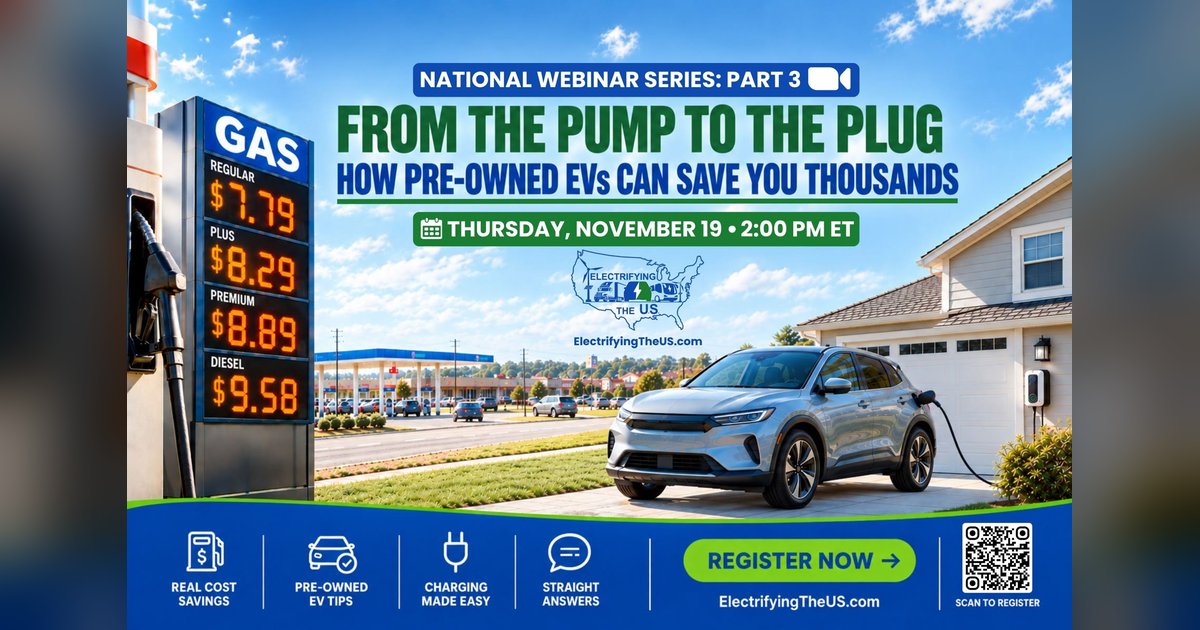 NATIONAL WEBINAR SERIES: PART 3
FROM THE PUMP TO THE PLUG
HOW PRE-OWNED EVs CAN SAVE YOU THOUSANDS
THURSDAY, NOVEMBER 19 • 2:00 PM ET
ELECTRIFYING
THE US
ElectrifyingTheUS.com
GAS
REGULAR
$7.79
PLUS
$8.29
PREMIUM
$8.89
DIESEL
$9.58
$
REAL COST
SAVINGS
PRE-OWNED
EV TIPS
CHARGING
MADE EASY
STRAIGHT
ANSWERS
REGISTER NOW →
ElectrifyingTheUS.com
SCAN TO REGISTER